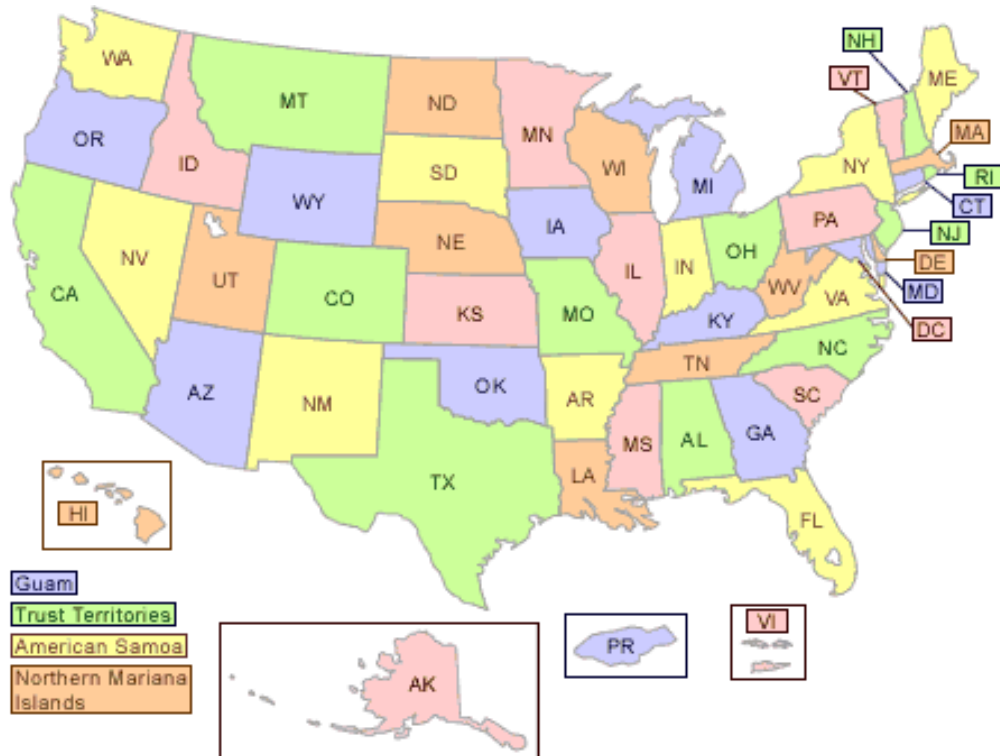 WA
MT
ND
MN
NH
VT
ME
MA
OR
ID
WY
SD
WI
MI
NY
RI
CT
NJ
DE
MD
DC
CA
NV
UT
CO
NE
IA
KS
MO
IL
IN
OH
PA
WV
VA
KY
NC
TN
SC
AZ
NM
OK
AR
TX
LA
MS
AL
GA
FL
HI
Guam
Trust Territories
American Samoa
Northern Mariana
Islands
AK
PR
VI